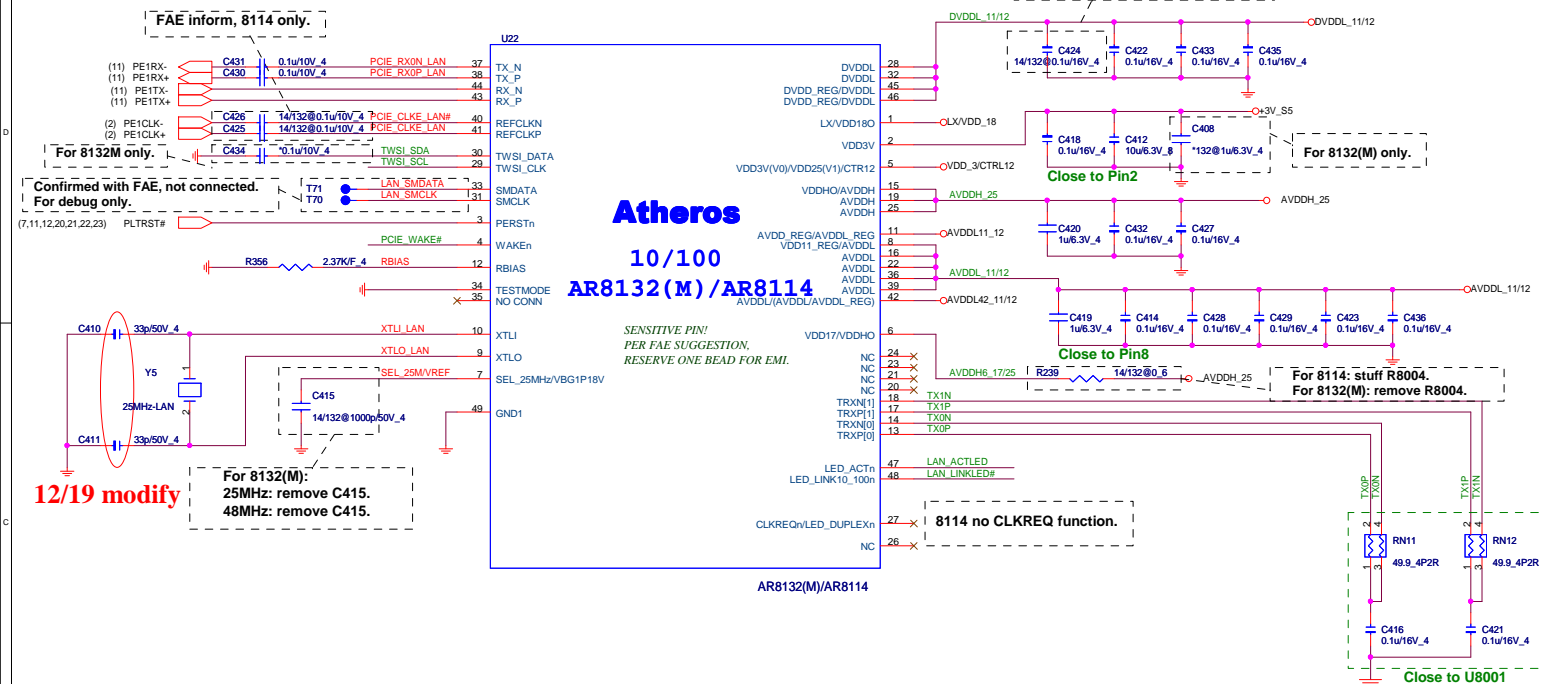 FAE inform, 8114 only.
U22
DVDDL_11/12
DVDDL_11/12
C424
14/132@0.1u/16V_4
C422
0.1u/16V_4
C433
0.1u/16V_4
C435
0.1u/16V_4
(11) PE1RX-
(11) PE1RX+
(11) PE1TX-
(11) PE1TX+
C431
0.1u/10V_4
PCIE_RX0N_LAN
C430
0.1u/10V_4
PCIE_RX0P_LAN
37 TX_N
38 TX_P
44 RX_N
43 RX_P
DVDDL 28
DVDDL 32
DVDD_REG/DVDDL 45
DVDD_REG/DVDDL 46
(2) PE1CLK-
(2) PE1CLK+
C426
14/132@0.1u/10V_4
PCIE_CLKE_LAN#
C425
14/132@0.1u/10V_4
PCIE_CLKE_LAN
40 REFCLKN
41 REFCLKP
LX/VDD18O 1
LX/VDD_18
VDD3V 2
+3V_S5
C418
0.1u/16V_4
C412
10u/6.3V_8
C408
*132@1u/6.3V_4
For 8132(M) only.
Close to Pin2
For 8132M only.
C434
*0.1u/10V_4
TWSI_SDA
TWSI_SCL
30 TWSI_DATA
29 TWSI_CLK
VDD3V(V0)/VDD25(V1)/CTR12 5
VDD_3/CTRL12
Confirmed with FAE, not connected.
For debug only.
T71
T70
LAN_SMDATA
LAN_SMCLK
33 SMDATA
31 SMCLK
VDDHO/AVDDH 15
AVDDH 19
AVDDH 25
AVDDH_25
AVDDH_25
C420
1u/6.3V_4
C432
0.1u/16V_4
C427
0.1u/16V_4
(7,11,12,20,21,22,23) PLTRST#
3 PERSTn
Atheros
10/100
AR8132(M)/AR8114
PCIE_WAKE#
4 WAKEn
R356
2.37K/F_4
RBIAS
12 RBIAS
34 TESTMODE
35 NO CONN
AVDD_REG/AVDDL_REG 11
AVDDL11_12
VDD11_REG/AVDDL 8
AVDDL 16
AVDDL 22
AVDDL 36
AVDDL 39
AVDDL/(AVDDL/AVDDL_REG) 42
AVDDL_11/12
AVDDL42_11/12
AVDDL_11/12
C419
1u/6.3V_4
C414
0.1u/16V_4
C428
0.1u/16V_4
C429
0.1u/16V_4
C423
0.1u/16V_4
C436
0.1u/16V_4
Close to Pin8
C410
33p/50V_4
XTLI_LAN
10 XTLI
XTLO_LAN
9 XTLO
Y5
1
25MHz-LAN
2
C411
33p/50V_4
SEL_25M/VREF
7 SEL_25MHz/VBG1P18V
C415
14/132@1000p/50V_4
49 GND1
SENSITIVE PIN!
PER FAE SUGGESTION,
RESERVE ONE BEAD FOR EMI.
VDD17/VDDHO 6
NC 24
NC 23
NC 21
NC 20
AVDDH6_17/25
R239
14/132@0_6
AVDDH_25
For 8114: stuff R8004.
For 8132(M): remove R8004.
TRXN[1] 18
TX1N
TRXP[1] 17
TX1P
TRXN[0] 14
TX0N
TRXP[0] 13
TX0P
For 8132(M):
25MHz: remove C415.
48MHz: remove C415.
12/19 modify
LED_ACTn 47
LAN_ACTLED
LED_LINK10_100n 48
LAN_LINKLED#
CLKREQn/LED_DUPLEXn 27
NC 26
8114 no CLKREQ function.
AR8132(M)/AR8114
TX0P
TX0N
TX1P
TX1N
2
4
2
4
RN11
49.9_4P2R
RN12
49.9_4P2R
1
3
1
3
C416
0.1u/16V_4
C421
0.1u/16V_4
Close to U8001
D
C